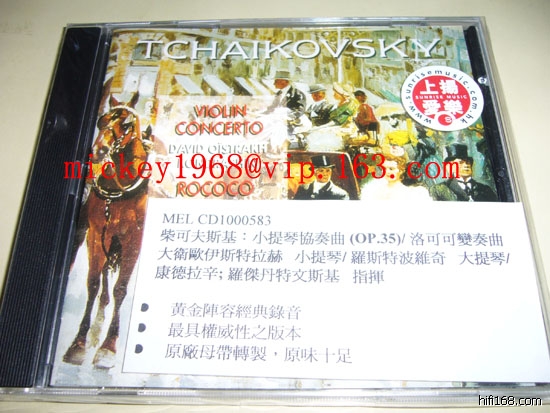 TCHAIKOVSKY
上揚愛樂
SUNRISE MUSIC
www.sunrisemusic.com.hk
VIOLIN
CONCERTO
DAVID OISTRAKH
mickey1968@vip.163.com
ROCOCO
MEL CD1000583
柴可夫斯基：小提琴協奏曲 (OP.35)/ 洛可可變奏曲
大衛歐伊斯特拉赫 小提琴/ 羅斯特波維奇 大提琴/
康德拉辛; 羅傑丹特文斯基 指揮
黃金陣容經典錄音
最具權威性之版本
原廠母帶轉製，原味十足
hifi168.com